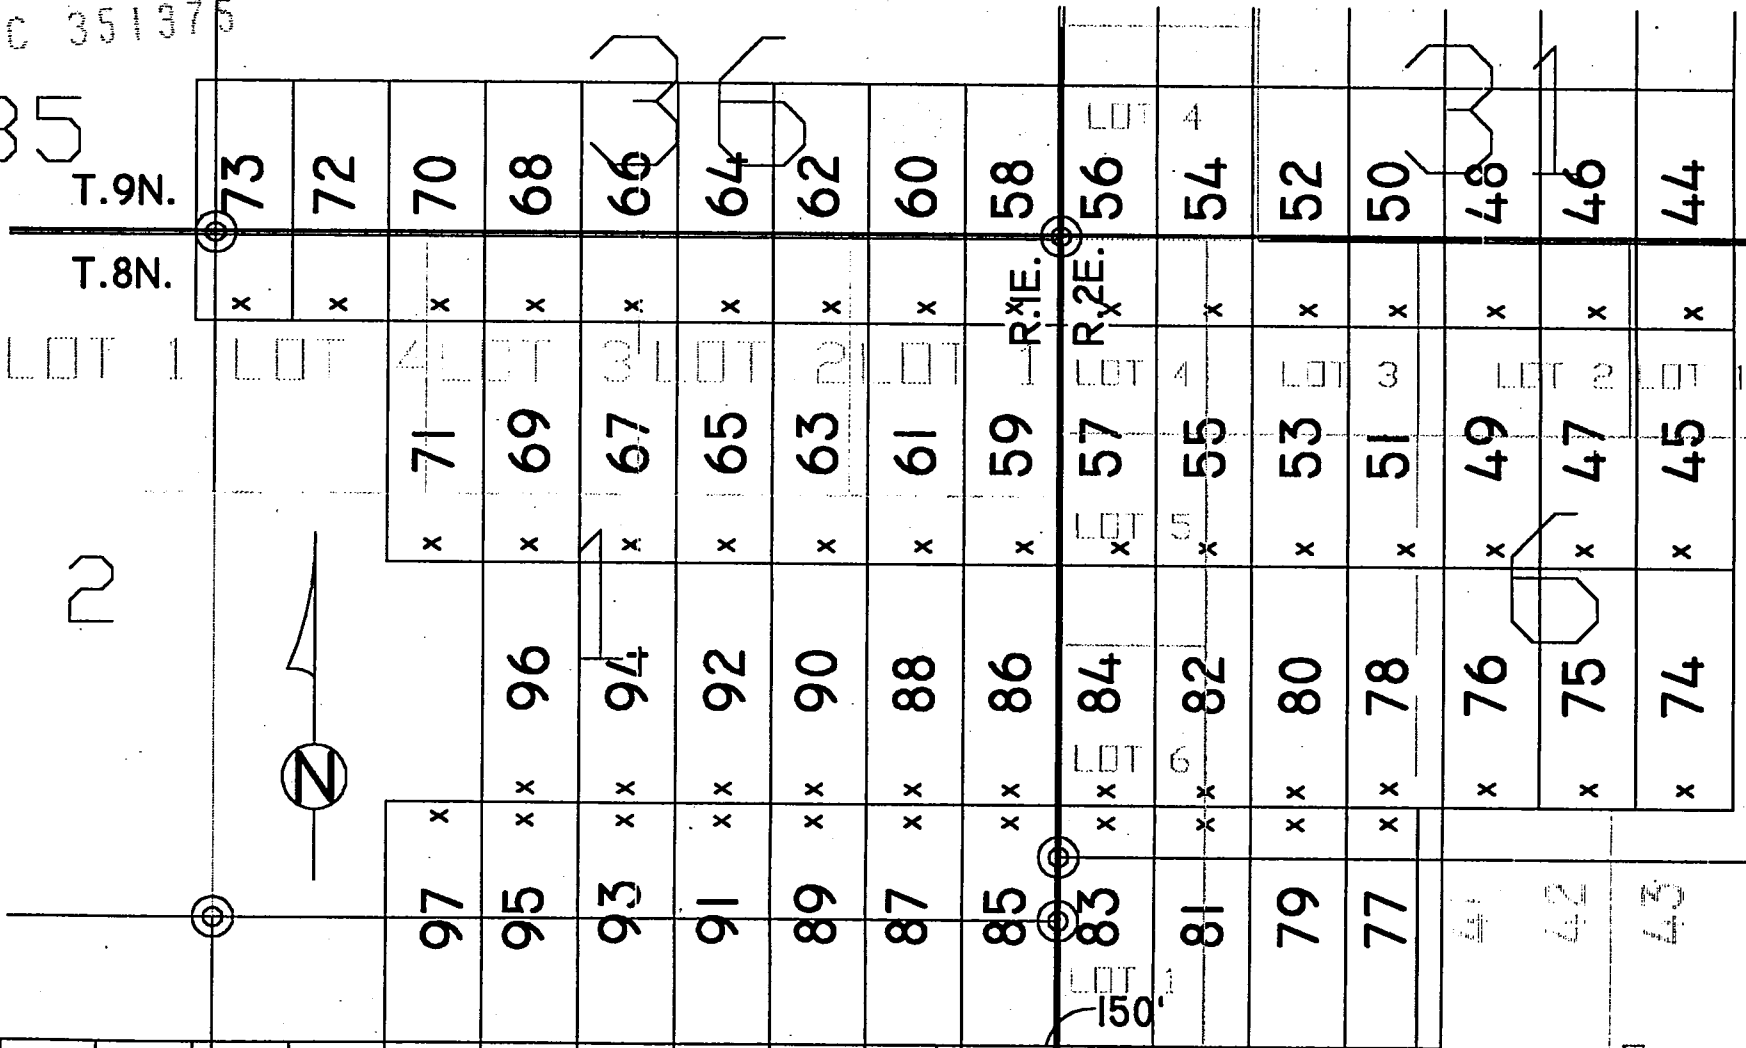 C 351375
36 31
35
LOT 4
T.9N. 73 72 70 68 66 64 62 60 58 56 54 52 50 48 46 44
T.8N.
R.1E. R.2E.
x x x x x x x x x x x x x x x x
LOT 1 LOT 4 LOT 3 LOT 2 LOT 1 LOT 4 LOT 3 LOT 2 LOT 1
71 69 67 65 63 61 59 57 55 53 51 49 47 45
LOT 5
x x x x x x x x x x x x x x
2 1 6
96 94 92 90 88 86 84 82 80 78 76 75 74
LOT 6
N
x x x x x x x x x x x x x
x x x x x x x x x x x
97 95 93 91 89 87 85 83 81 79 77 42 43
LOT 1
150'